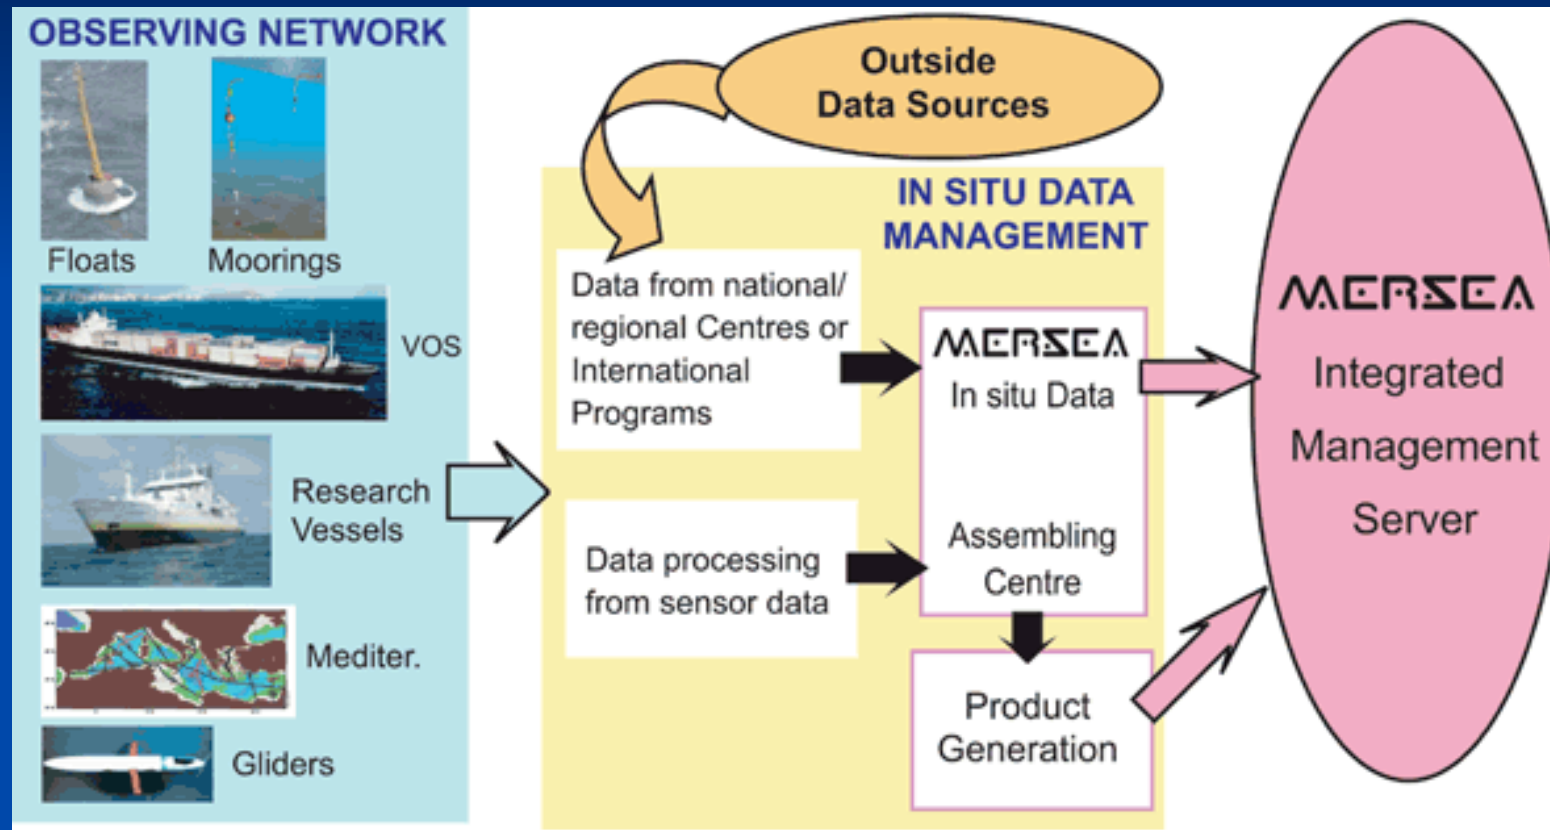 OBSERVING NETWORK
Floats
Moorings
VOS
Research
Vessels
Mediter.
Gliders
Outside
Data Sources
IN SITU DATA
MANAGEMENT
Data from national/
regional Centres or
International
Programs
Data processing
from sensor data
MERSEA
In situ Data
Assembling
Centre
Product
Generation
MERSEA
Integrated
Management
Server